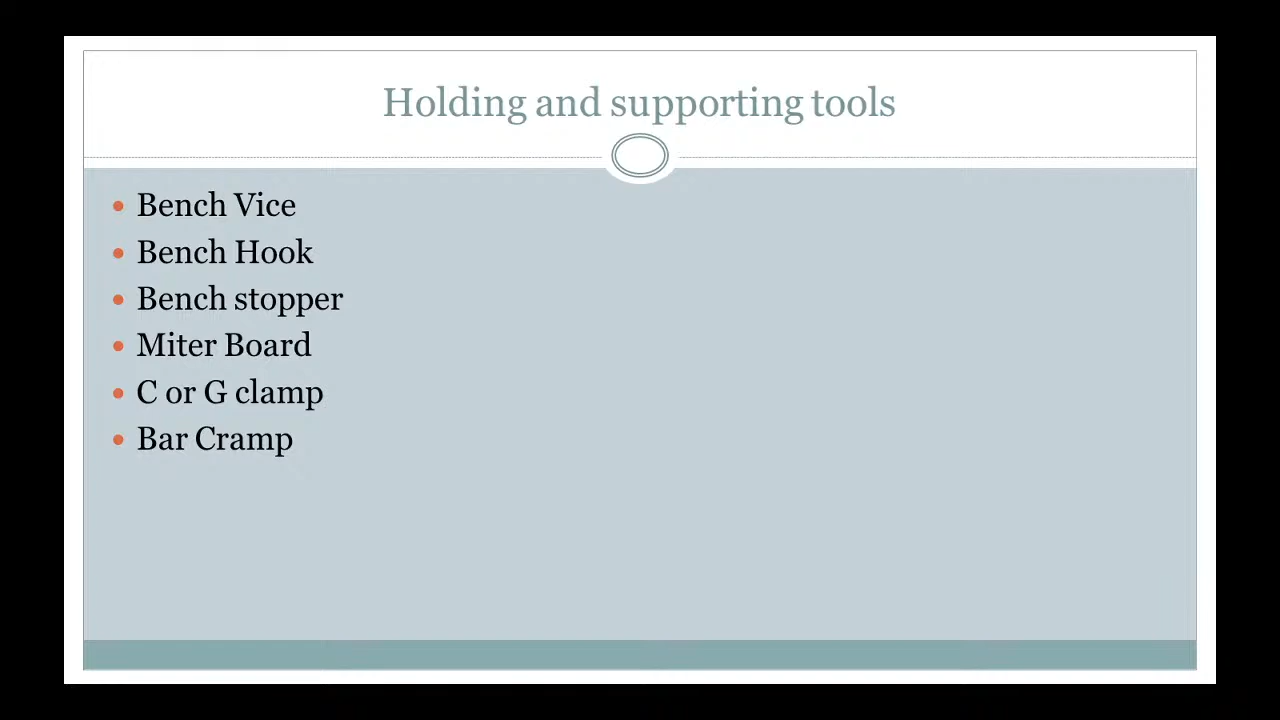 Holding and supporting tools
Bench Vice
Bench Hook
Bench stopper
Miter Board
C or G clamp
Bar Cramp